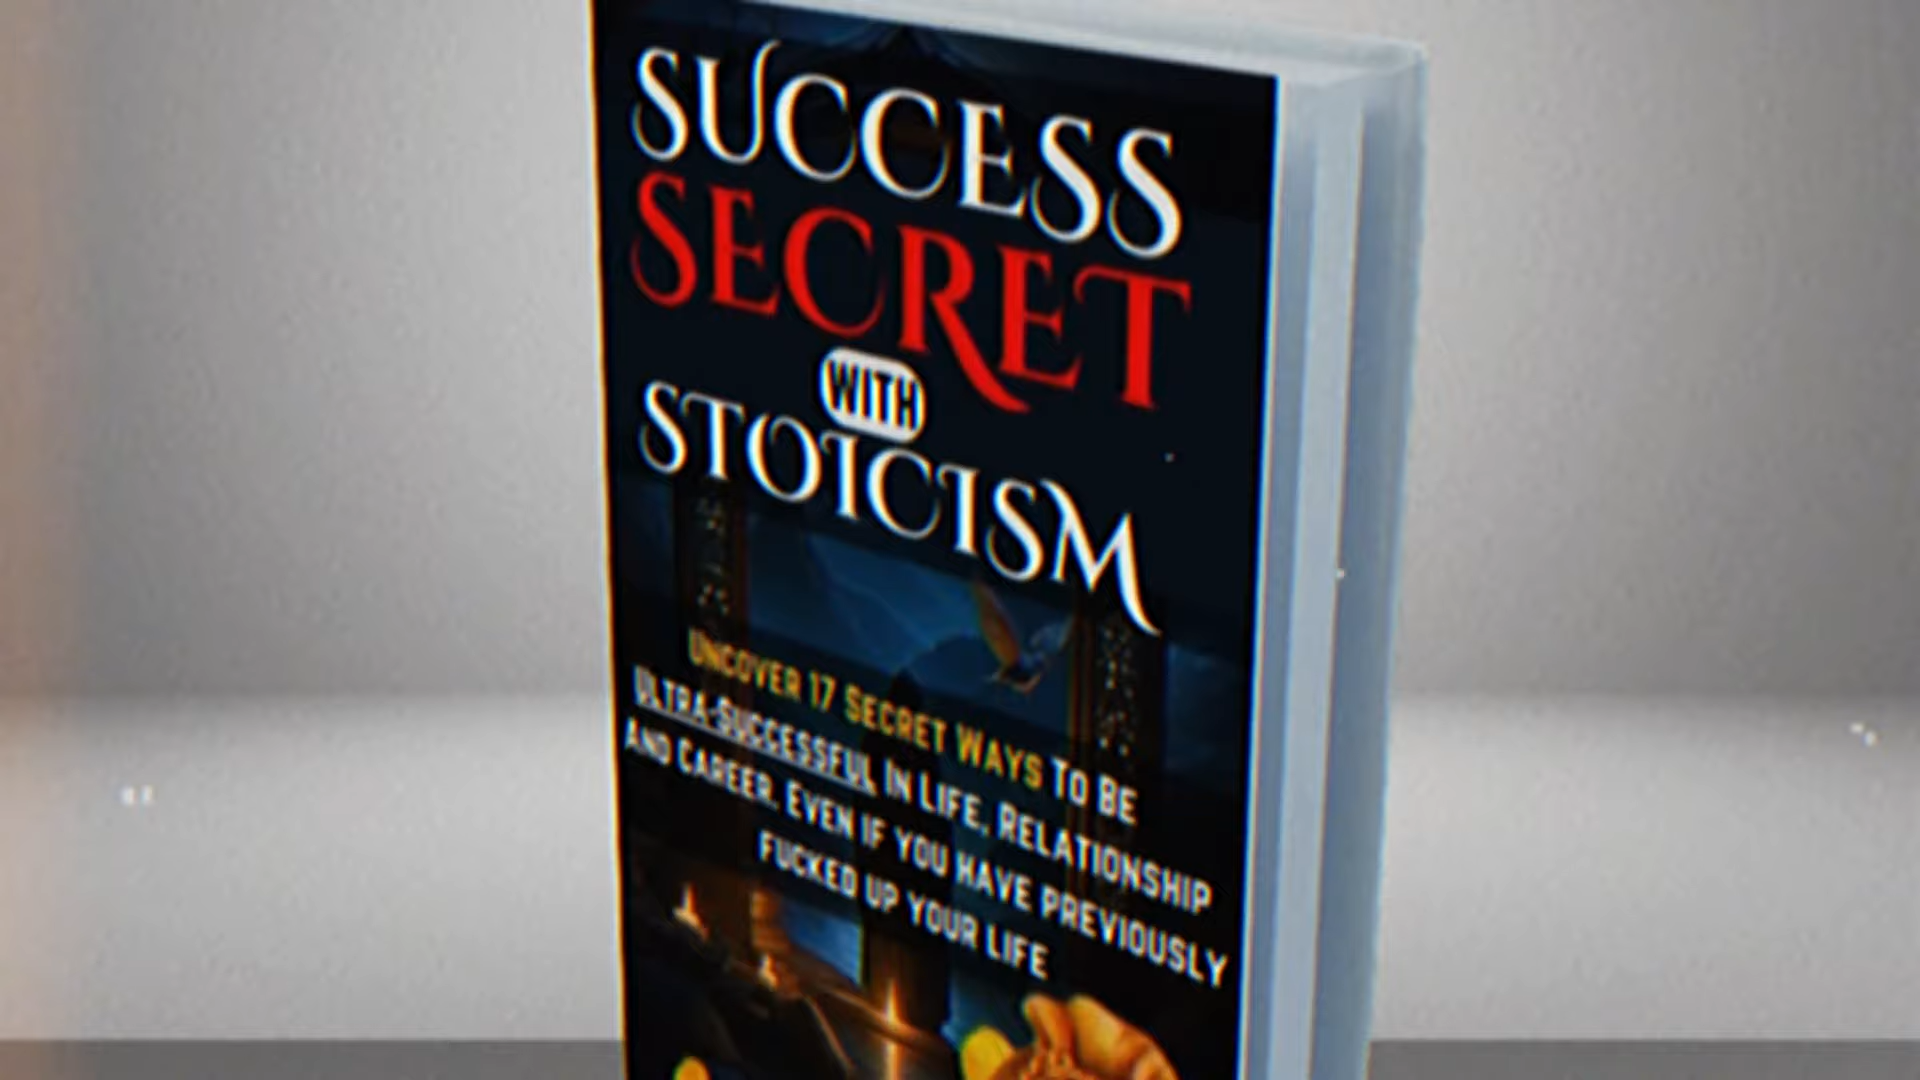 SUCCESS
SECRET
WITH
STOICISM
UNCOVER 17 SECRET WAYS TO BE
ULTRA-SUCCESSFUL IN LIFE, RELATIONSHIP
AND CAREER, EVEN IF YOU HAVE PREVIOUSLY
FUCKED UP YOUR LIFE